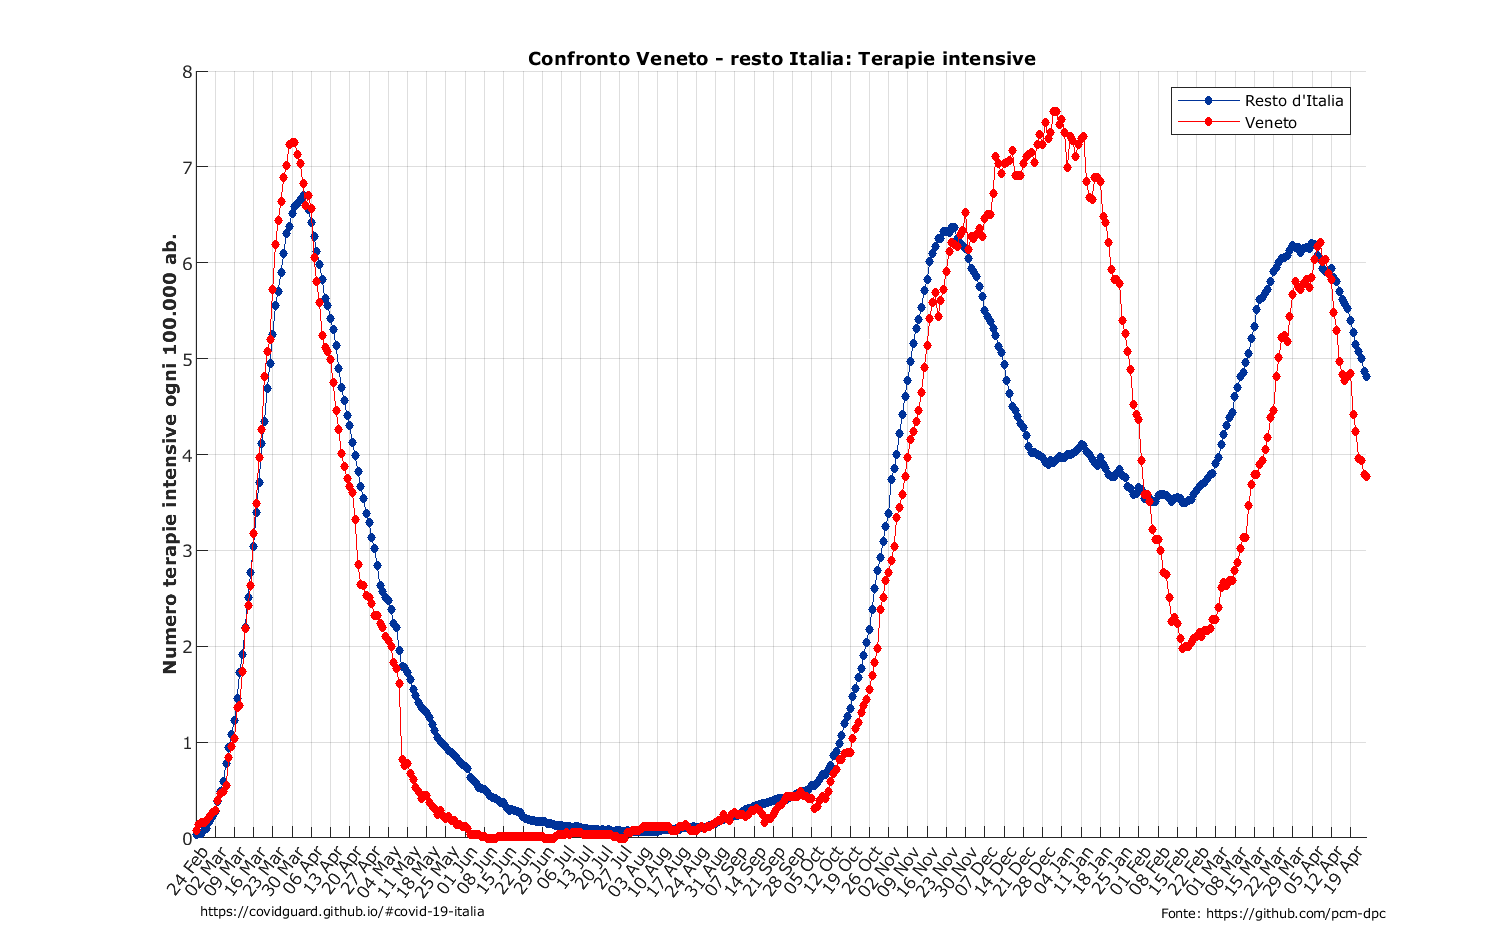 Confronto Veneto - resto Italia: Terapie intensive
8
7
6
5
4
3
2
1
0
Numero terapie intensive ogni 100.000 ab.
Resto d'Italia
Veneto
24 Feb
02 Mar
09 Mar
16 Mar
23 Mar
30 Mar
06 Apr
13 Apr
20 Apr
27 Apr
04 May
11 May
18 May
25 May
01 Jun
08 Jun
15 Jun
22 Jun
29 Jun
06 Jul
13 Jul
20 Jul
27 Jul
03 Aug
10 Aug
17 Aug
24 Aug
31 Aug
07 Sep
14 Sep
21 Sep
28 Sep
05 Oct
12 Oct
19 Oct
26 Oct
02 Nov
09 Nov
16 Nov
23 Nov
30 Nov
07 Dec
14 Dec
21 Dec
28 Dec
04 Jan
11 Jan
18 Jan
25 Jan
01 Feb
08 Feb
15 Feb
22 Feb
01 Mar
08 Mar
15 Mar
22 Mar
29 Mar
05 Apr
12 Apr
19 Apr
https://covidguard.github.io/#covid-19-italia
Fonte: https://github.com/pcm-dpc